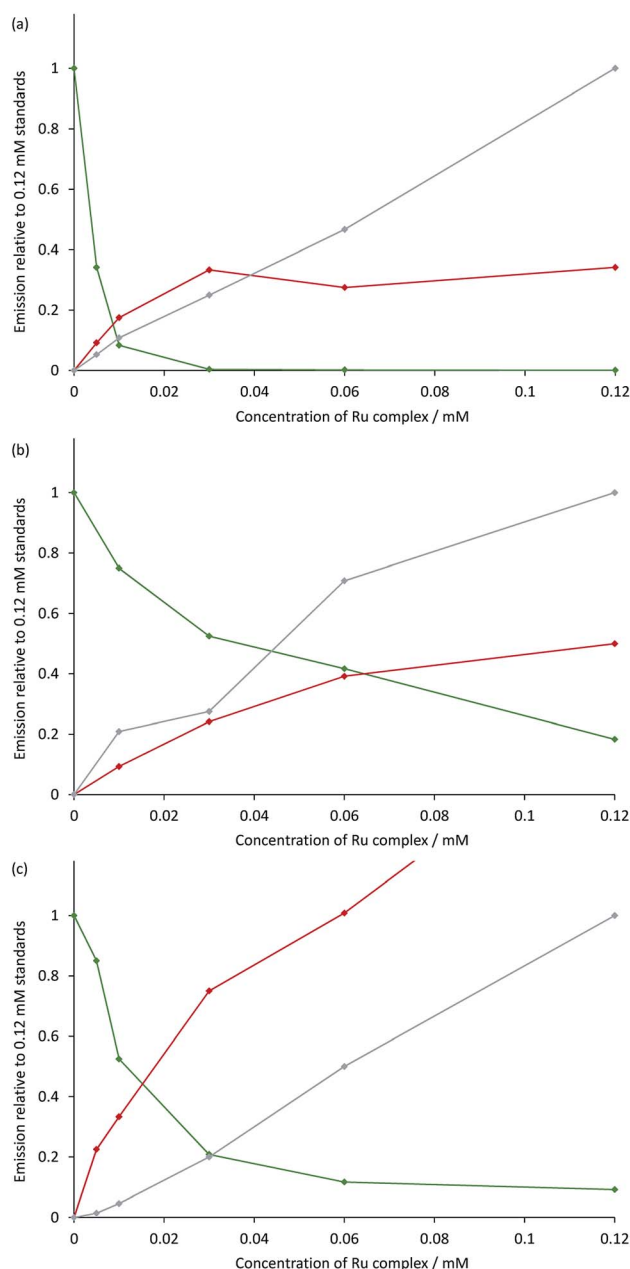 (a)
Emission relative to 0.12 mM standards
1
0.8
0.6
0.4
0.2
0
0 0.02 0.04 0.06 0.08 0.1 0.12
Concentration of Ru complex / mM
(b)
Emission relative to 0.12 mM standards
1
0.8
0.6
0.4
0.2
0
0 0.02 0.04 0.06 0.08 0.1 0.12
Concentration of Ru complex / mM
(c)
Emission relative to 0.12 mM standards
1
0.8
0.6
0.4
0.2
0
0 0.02 0.04 0.06 0.08 0.1 0.12
Concentration of Ru complex / mM